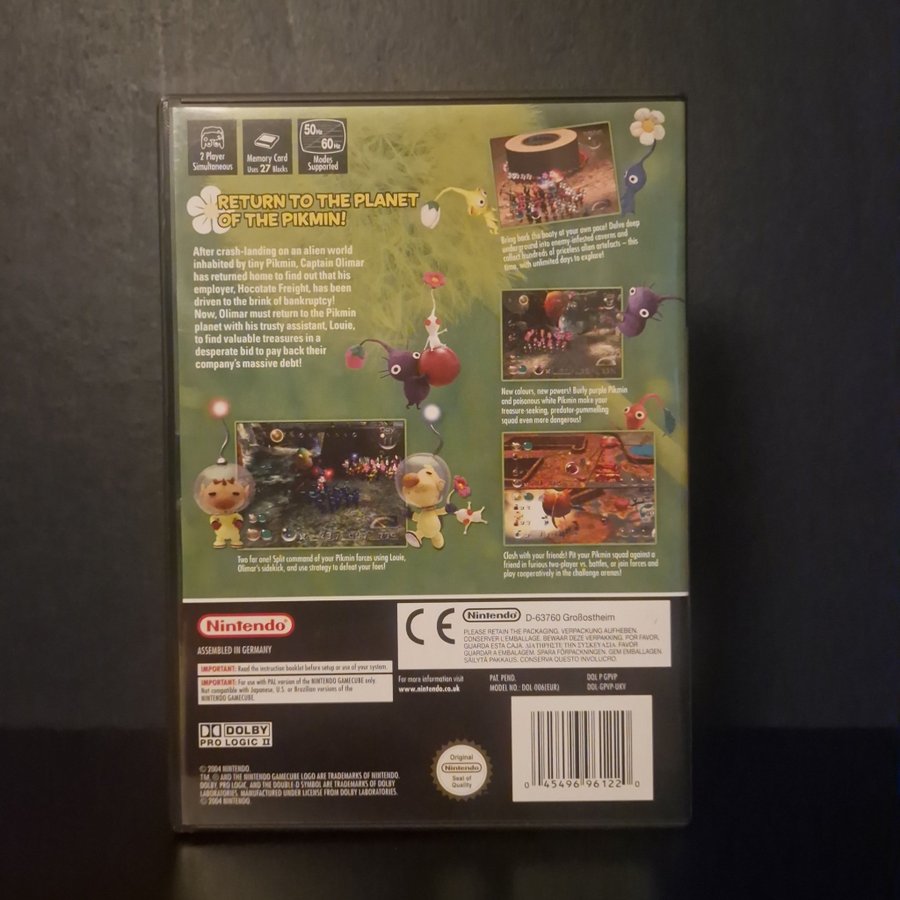 2 Player
Simultaneous
Memory Card
Uses 27 Blocks
50Hz
60Hz
Modes
Supported
RETURN TO THE PLANET
OF THE PIKMIN!
After crash-landing on an alien world
inhabited by tiny Pikmin, Captain Olimar
has returned home to find out that his
employer, Hocotate Freight, has been
driven to the brink of bankruptcy!
Now, Olimar must return to the Pikmin
planet with his trusty assistant, Louie,
to find valuable treasures in a
desperate bid to pay back their
company's massive debt!
Bring back the booty at your own pace! Delve deep
underground into enemy-infested caverns and
collect hundreds of priceless alien artefacts – this
time, with unlimited days to explore!
New colours, new powers! Burly purple Pikmin
and poisonous white Pikmin make your
treasure-seeking, predator-pummelling
squad even more dangerous!
Two for one! Split command of your Pikmin forces using Louie,
Olimar's sidekick, and use strategy to defeat your foes!
Clash with your friends! Pit your Pikmin squad against a
friend in furious two-player vs. battles, or join forces and
play cooperatively in the challenge arenas!
Nintendo
ASSEMBLED IN GERMANY
IMPORTANT: Read the instruction booklet before setup or use of your system.
IMPORTANT: For use with PAL version of the NINTENDO GAMECUBE only.
Not compatible with Japanese, U.S. or Brazilian versions of the
NINTENDO GAMECUBE.
CE
Nintendo D-63760 Großostheim
PLEASE RETAIN THE PACKAGING. VERPACKUNG AUFHEBEN.
CONSERVER L'EMBALLAGE. BEWAAR DEZE VERPAKKING. POR FAVOR,
GUARDA ESTA CAJA. ΔΙΑΤΗΡΗΣΤΕ ΤΗΝ ΣΥΣΚΕΥΑΣΙΑ. FAVOR
GUARDAR A EMBALAGEM. SPARA FÖRPACKNINGEN. GEM EMBALLAGEN.
SÄILYTÄ PAKKAUS. CONSERVA QUESTO INVOLUCRO.
For more information visit
www.nintendo.co.uk
PAT. PEND.
MODEL NO.: DOL 006(EUR)
DOL P GPVP
DOL-GPVP-UKV
DOLBY
PRO LOGIC II
© 2004 NINTENDO.
TM, ® AND THE NINTENDO GAMECUBE LOGO ARE TRADEMARKS OF NINTENDO.
DOLBY, PRO LOGIC, AND THE DOUBLE-D SYMBOL ARE TRADEMARKS OF DOLBY
LABORATORIES. MANUFACTURED UNDER LICENSE FROM DOLBY LABORATORIES.
© 2004 NINTENDO.
Original
Nintendo
Seal of
Quality
0 45496 96122 0